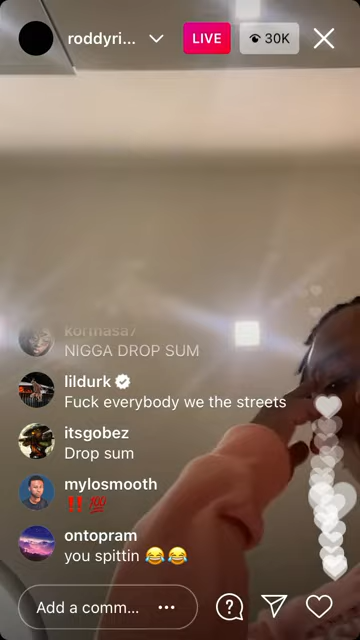 roddyri...
LIVE
30K
kormasa7
NIGGA DROP SUM
lildurk
Fuck everybody we the streets
itsgobez
Drop sum
mylosmooth
‼️ 💯
ontopram
you spittin 😂😂
Add a comm...